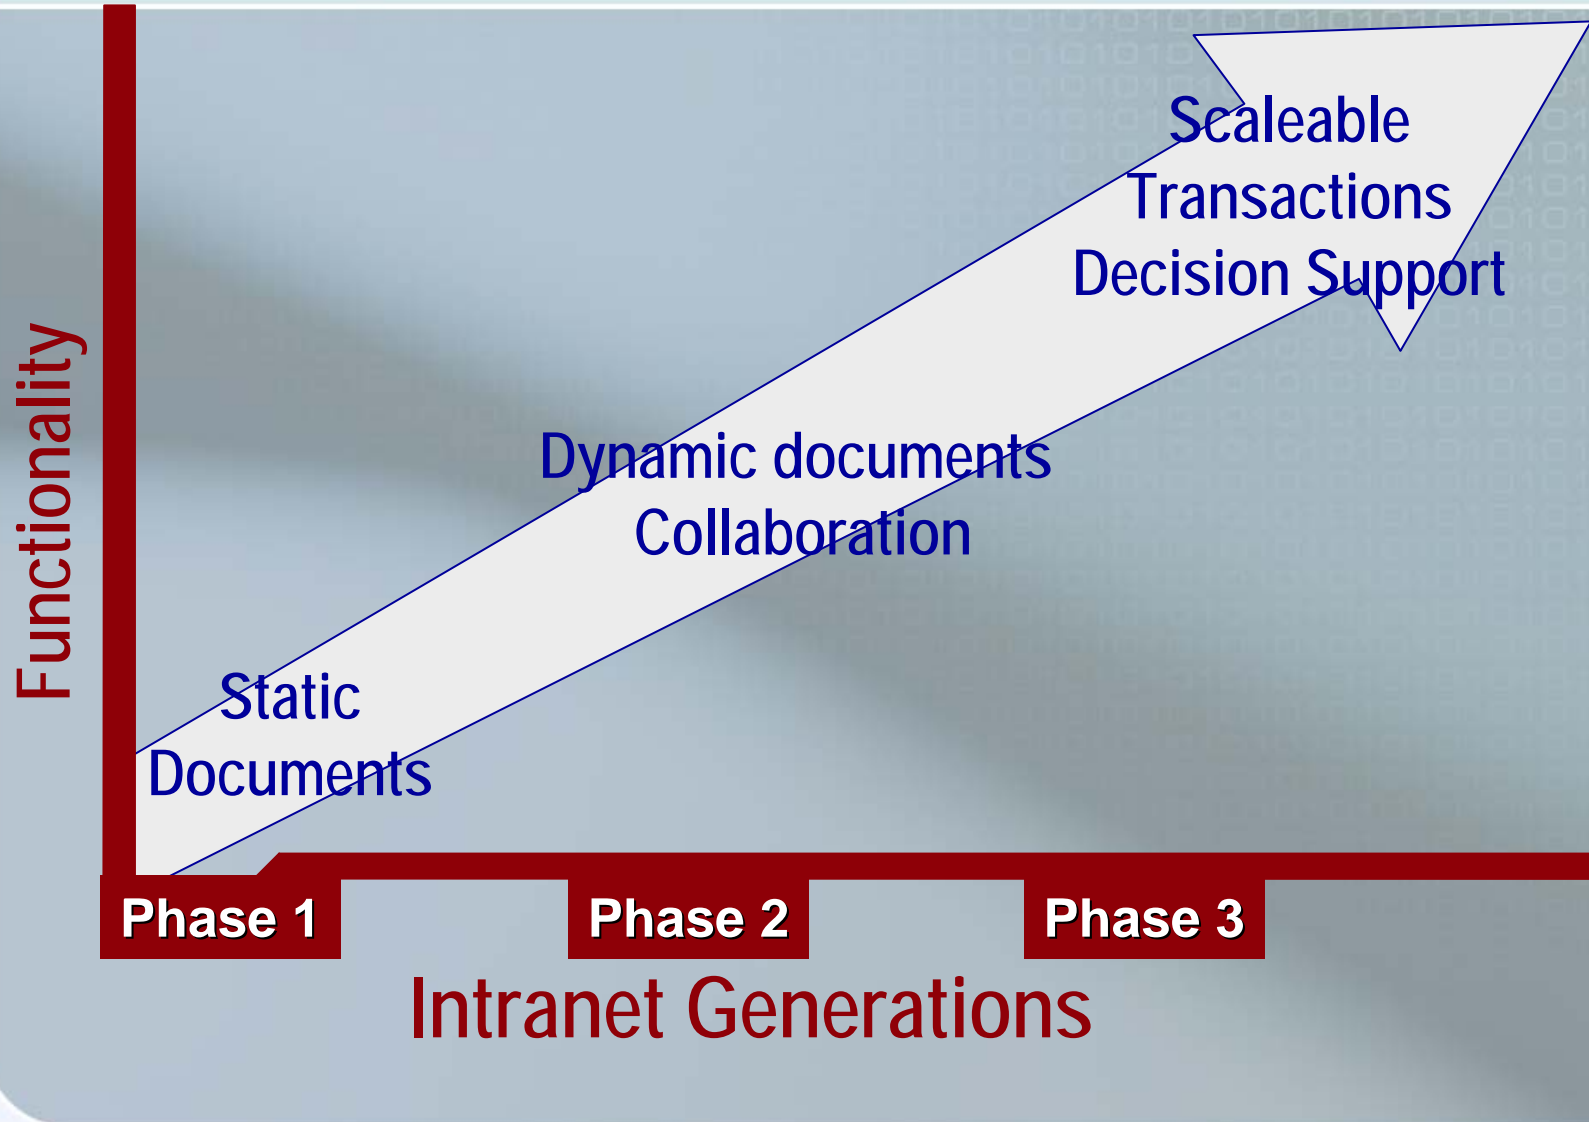 Scaleable
Transactions
Decision Support
Functionality
Dynamic documents
Collaboration
Static
Documents
Phase 1
Phase 2
Phase 3
Intranet Generations